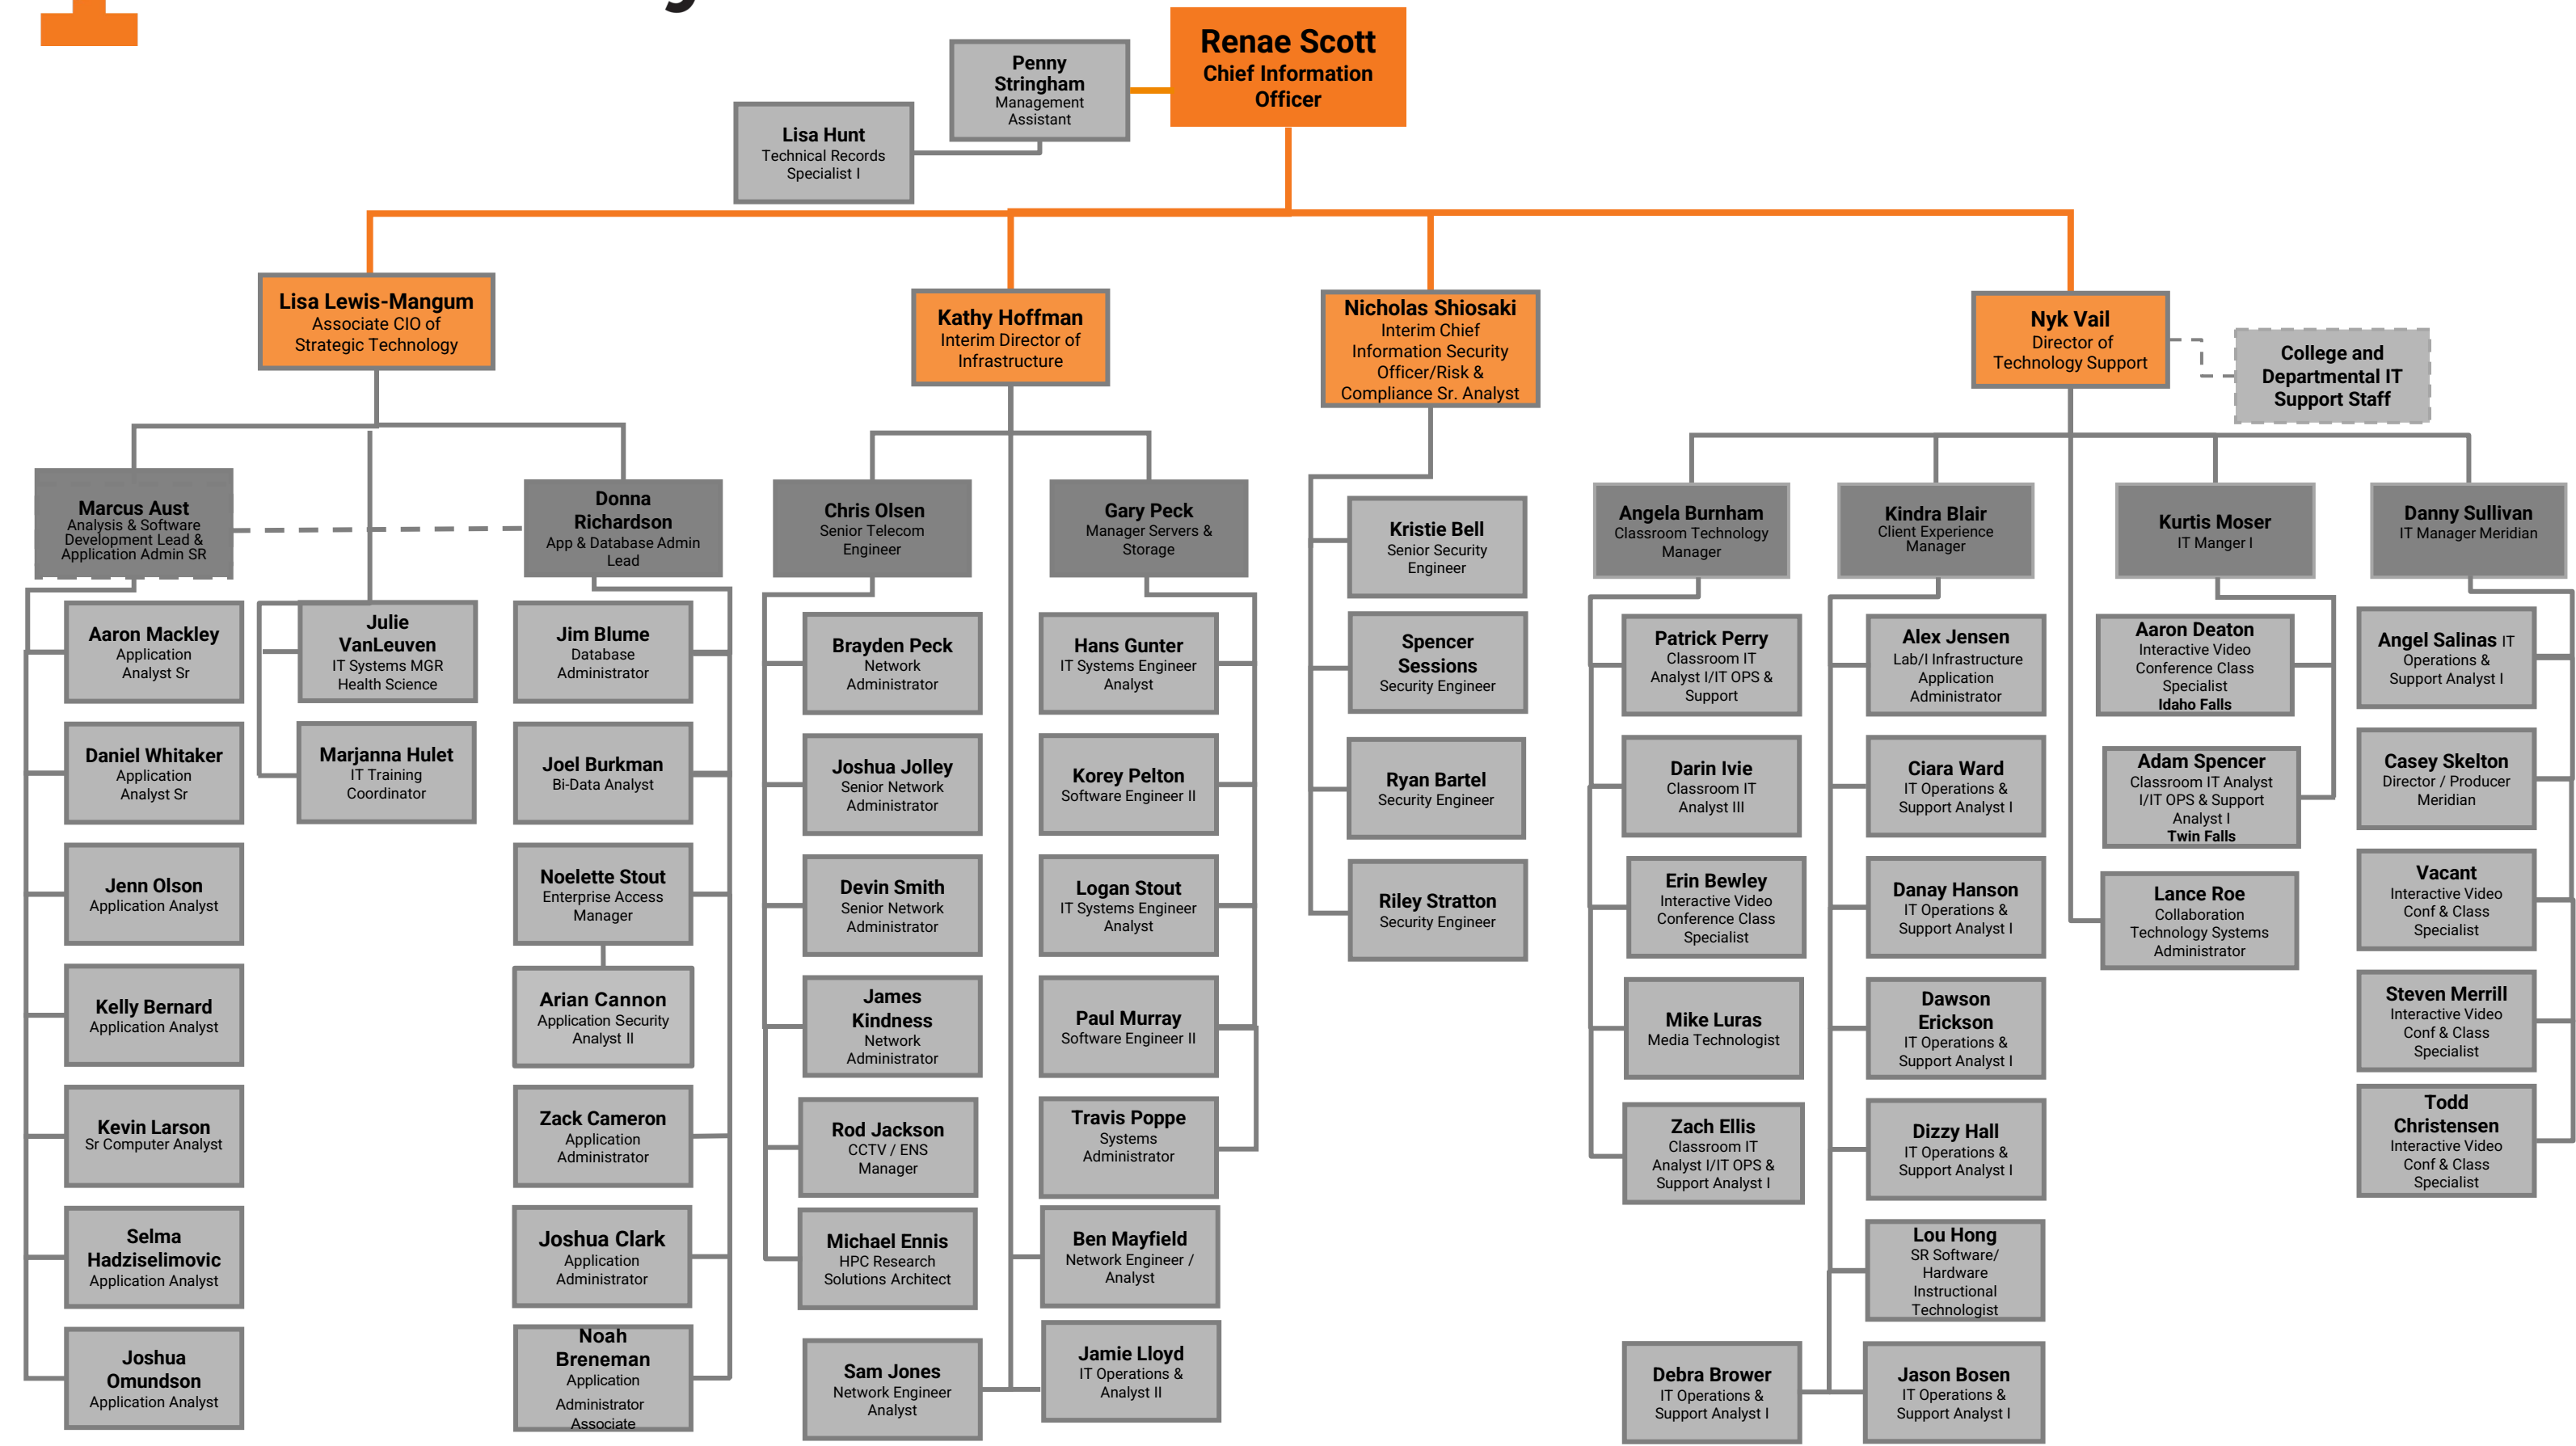 Renae Scott
Chief Information
Officer
Penny
Stringham
Management
Assistant
Lisa Hunt
Technical Records
Specialist I
Lisa Lewis-Mangum
Associate CIO of
Strategic Technology
Kathy Hoffman
Interim Director of
Infrastructure
Nicholas Shiosaki
Interim Chief
Information Security
Officer/Risk &
Compliance Sr. Analyst
Nyk Vail
Director of
Technology Support
College and
Departmental IT
Support Staff
Marcus Aust
Analysis & Software
Development Lead &
Application Admin SR
Donna
Richardson
App & Database Admin
Lead
Chris Olsen
Senior Telecom
Engineer
Gary Peck
Manager Servers &
Storage
Angela Burnham
Classroom Technology
Manager
Kindra Blair
Client Experience
Manager
Kurtis Moser
IT Manger I
Danny Sullivan
IT Manager Meridian
Aaron Mackley
Application
Analyst Sr
Daniel Whitaker
Application
Analyst Sr
Jenn Olson
Application Analyst
Kelly Bernard
Application Analyst
Kevin Larson
Sr Computer Analyst
Selma
Hadziselimovic
Application Analyst
Joshua
Omundson
Application Analyst
Julie
VanLeuven
IT Systems MGR
Health Science
Marjanna Hulet
IT Training
Coordinator
Jim Blume
Database
Administrator
Joel Burkman
Bi-Data Analyst
Noelette Stout
Enterprise Access
Manager
Arian Cannon
Application Security
Analyst II
Zack Cameron
Application
Administrator
Joshua Clark
Application
Administrator
Noah
Breneman
Application
Administrator
Associate
Brayden Peck
Network
Administrator
Joshua Jolley
Senior Network
Administrator
Devin Smith
Senior Network
Administrator
James
Kindness
Network
Administrator
Rod Jackson
CCTV / ENS
Manager
Michael Ennis
HPC Research
Solutions Architect
Sam Jones
Network Engineer
Analyst
Hans Gunter
IT Systems Engineer
Analyst
Korey Pelton
Software Engineer II
Logan Stout
IT Systems Engineer
Analyst
Paul Murray
Software Engineer II
Travis Poppe
Systems
Administrator
Ben Mayfield
Network Engineer /
Analyst
Jamie Lloyd
IT Operations &
Analyst II
Kristie Bell
Senior Security
Engineer
Spencer
Sessions
Security Engineer
Ryan Bartel
Security Engineer
Riley Stratton
Security Engineer
Patrick Perry
Classroom IT
Analyst I/IT OPS &
Support
Darin Ivie
Classroom IT
Analyst III
Erin Bewley
Interactive Video
Conference Class
Specialist
Mike Luras
Media Technologist
Zach Ellis
Classroom IT
Analyst I/IT OPS &
Support Analyst I
Debra Brower
IT Operations &
Support Analyst I
Alex Jensen
Lab/I Infrastructure
Application
Administrator
Ciara Ward
IT Operations &
Support Analyst I
Danay Hanson
IT Operations &
Support Analyst I
Dawson
Erickson
IT Operations &
Support Analyst I
Dizzy Hall
IT Operations &
Support Analyst I
Lou Hong
SR Software/
Hardware
Instructional
Technologist
Jason Bosen
IT Operations &
Support Analyst I
Aaron Deaton
Interactive Video
Conference Class
Specialist
Idaho Falls
Adam Spencer
Classroom IT Analyst
I/IT OPS & Support
Analyst I
Twin Falls
Lance Roe
Collaboration
Technology Systems
Administrator
Angel Salinas IT
Operations &
Support Analyst I
Casey Skelton
Director / Producer
Meridian
Vacant
Interactive Video
Conf & Class
Specialist
Steven Merrill
Interactive Video
Conf & Class
Specialist
Todd
Christensen
Interactive Video
Conf & Class
Specialist